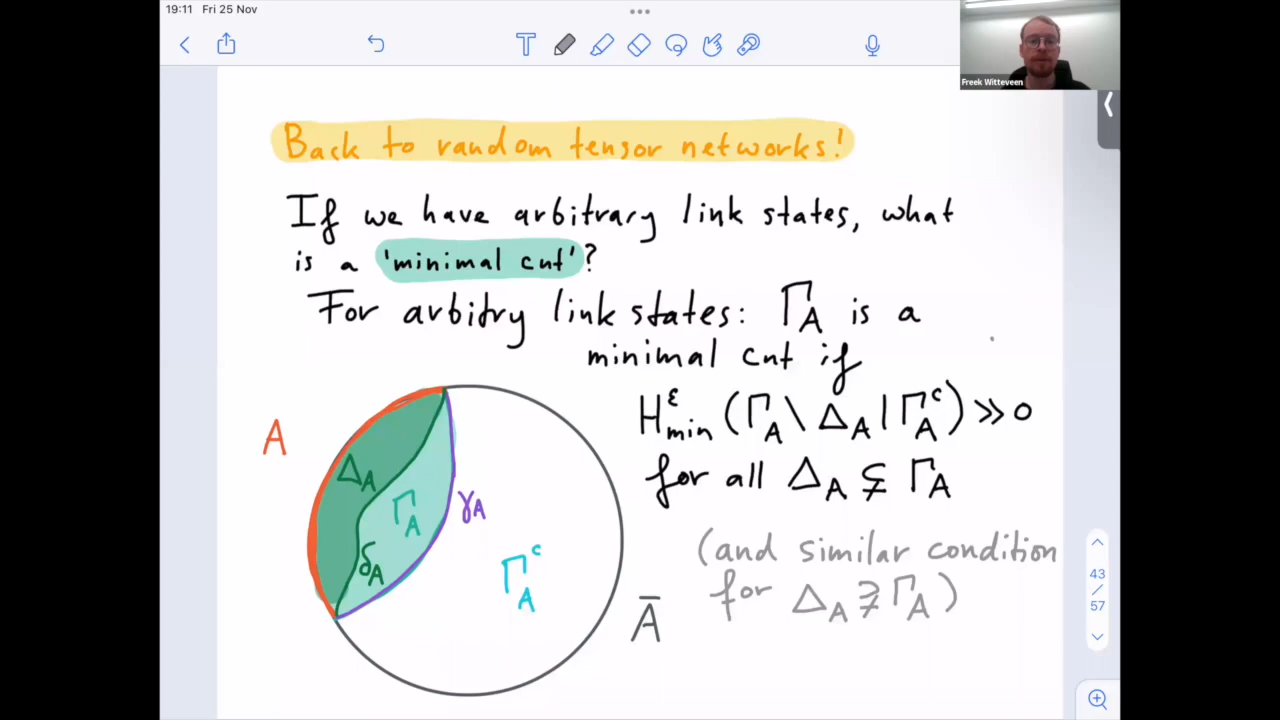 19:11 Fri 25 Nov
Freek Witteveen
Back to random tensor networks!
If we have arbitrary link states, what
is a 'minimal cut'?
For arbitry link states: Γ_A is a
minimal cut if
H^ε_min (Γ_A \ Δ_A | Γ_A^c) ≫ 0
for all Δ_A ⊊ Γ_A
(and similar condition
for Δ_A ⊋ Γ_A)
A
Δ_A
Γ_A
γ_A
δ_A
Γ_A^c
Ā
43
/
57